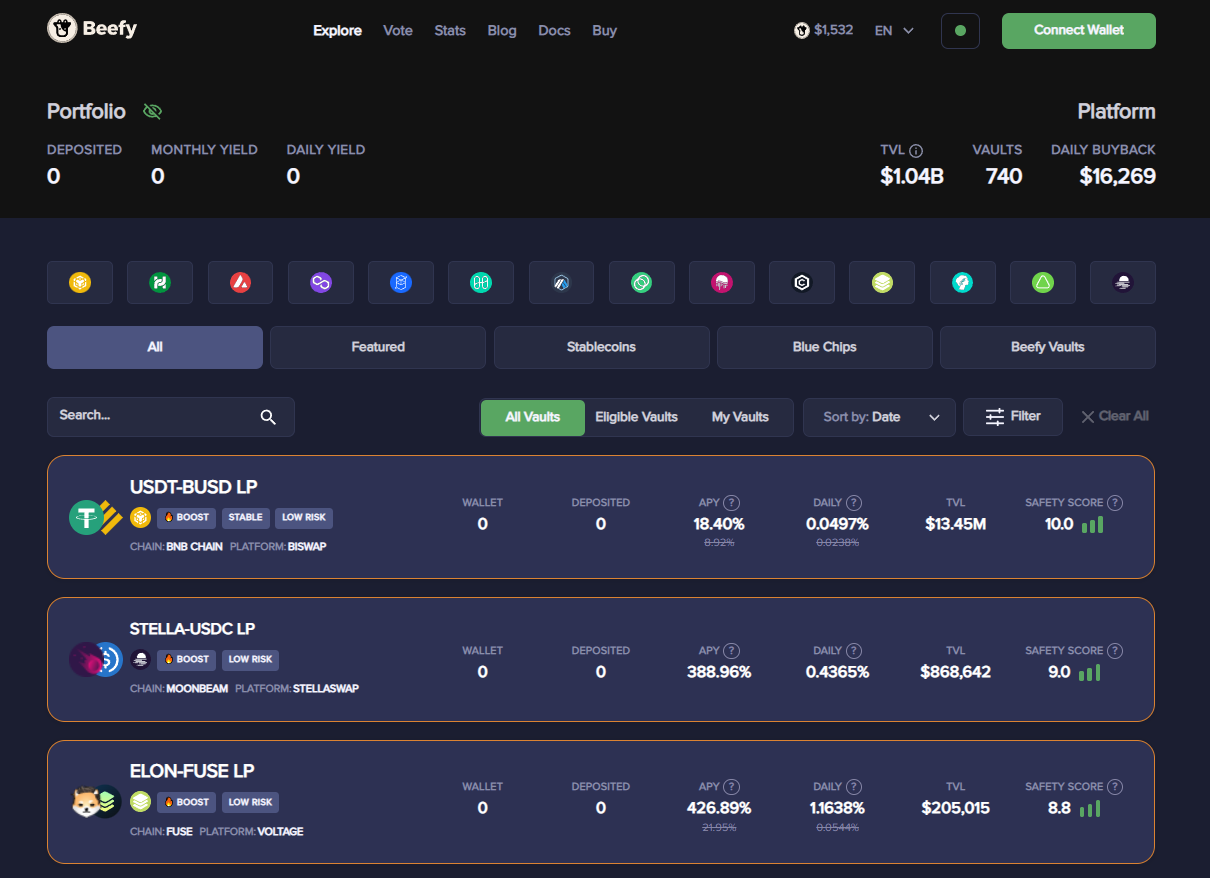 Beefy
Explore Vote Stats Blog Docs Buy
$1,532 EN Connect Wallet
Portfolio Platform
DEPOSITED MONTHLY YIELD DAILY YIELD TVL VAULTS DAILY BUYBACK
0 0 0 $1.04B 740 $16,269
All Featured Stablecoins Blue Chips Beefy Vaults
Search... All Vaults Eligible Vaults My Vaults Sort by: Date Filter Clear All
USDT-BUSD LP
WALLET DEPOSITED APY ? DAILY ? TVL SAFETY SCORE ?
BOOST STABLE LOW RISK 0 0 18.40% 0.0497% $13.45M 10.0
8.92% 0.0238%
CHAIN: BNB CHAIN PLATFORM: BISWAP
STELLA-USDC LP
WALLET DEPOSITED APY ? DAILY ? TVL SAFETY SCORE ?
BOOST LOW RISK 0 0 388.96% 0.4365% $868,642 9.0
CHAIN: MOONBEAM PLATFORM: STELLASWAP
ELON-FUSE LP
WALLET DEPOSITED APY ? DAILY ? TVL SAFETY SCORE ?
BOOST LOW RISK 0 0 426.89% 1.1638% $205,015 8.8
21.95% 0.0544%
CHAIN: FUSE PLATFORM: VOLTAGE